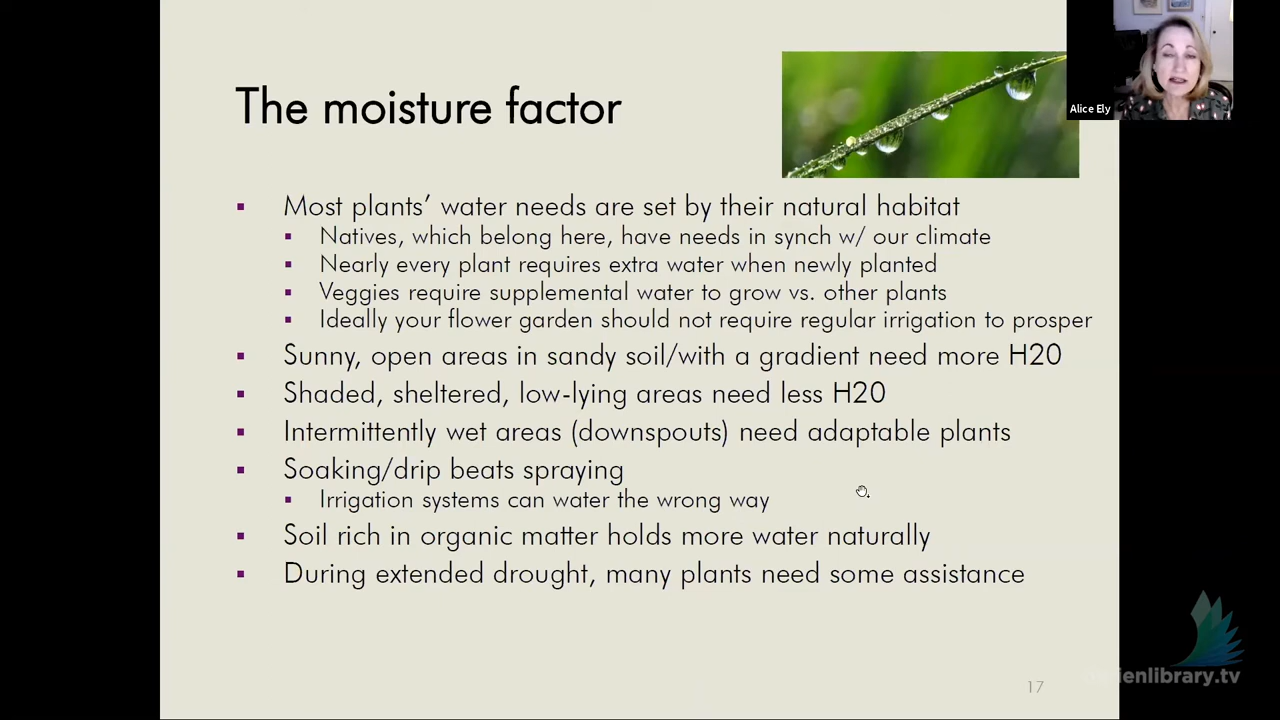 The moisture factor
Alice Ely
Most plants' water needs are set by their natural habitat
Natives, which belong here, have needs in synch w/ our climate
Nearly every plant requires extra water when newly planted
Veggies require supplemental water to grow vs. other plants
Ideally your flower garden should not require regular irrigation to prosper
Sunny, open areas in sandy soil/with a gradient need more H20
Shaded, sheltered, low-lying areas need less H20
Intermittently wet areas (downspouts) need adaptable plants
Soaking/drip beats spraying
Irrigation systems can water the wrong way
Soil rich in organic matter holds more water naturally
During extended drought, many plants need some assistance
17
darienlibrary.tv